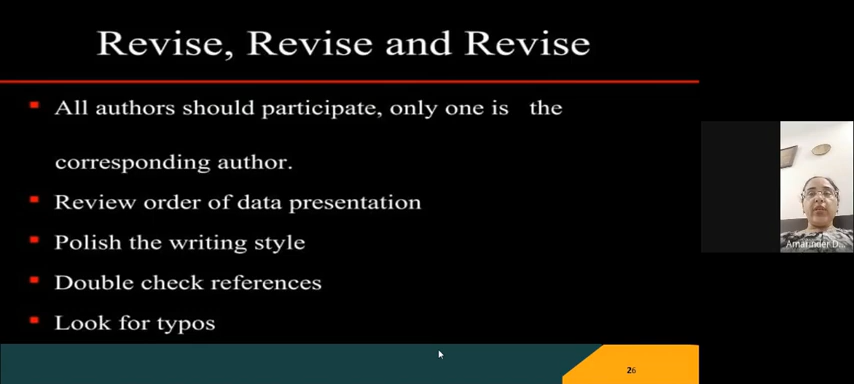 Revise, Revise and Revise
All authors should participate, only one is the
corresponding author.
Review order of data presentation
Polish the writing style
Double check references
Look for typos
Amarinder D...
26